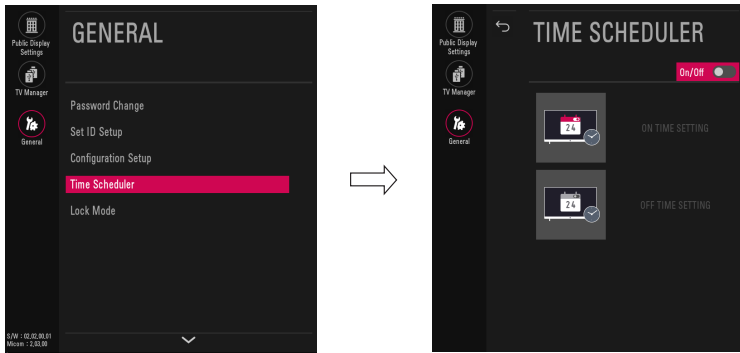 Public Display
Settings
TV Manager
General
S/W : 02.02.00.01
Micom : 2.03.00
GENERAL
Password Change
Set ID Setup
Configuration Setup
Time Scheduler
Lock Mode
Public Display
Settings
TV Manager
General
TIME SCHEDULER
On/Off
24
ON TIME SETTING
24
OFF TIME SETTING